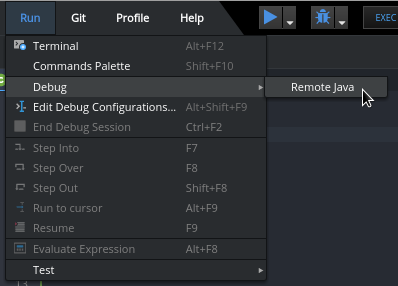 Run Git Profile Help EXEC
Terminal Alt+F12
Commands Palette Shift+F10
Debug Remote Java
Edit Debug Configurations... Alt+Shift+F9
End Debug Session Ctrl+F2
Step Into F7
Step Over F8
Step Out Shift+F8
Run to cursor Alt+F9
Resume F9
Evaluate Expression Alt+F8
Test
13